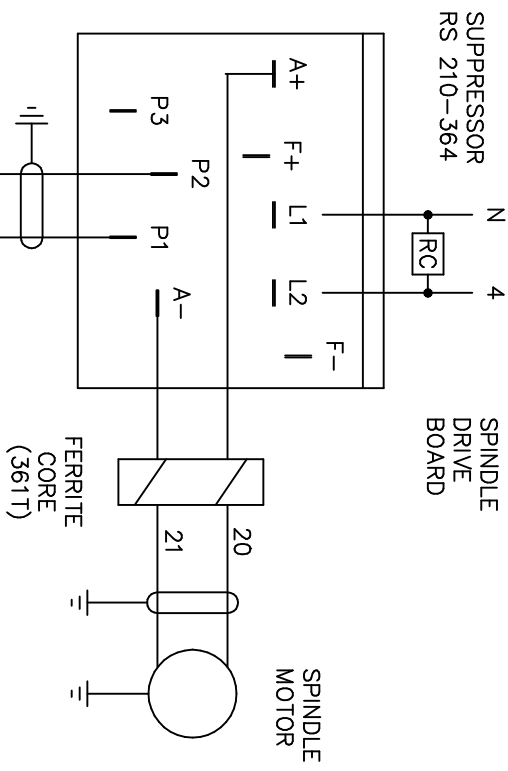 SUPPRESSOR
RS 210-364
N
4
RC
SPINDLE
DRIVE
BOARD
A+
F+
L1
L2
F-
P3
P2
P1
A-
FERRITE
CORE
(361T)
20
21
SPINDLE
MOTOR